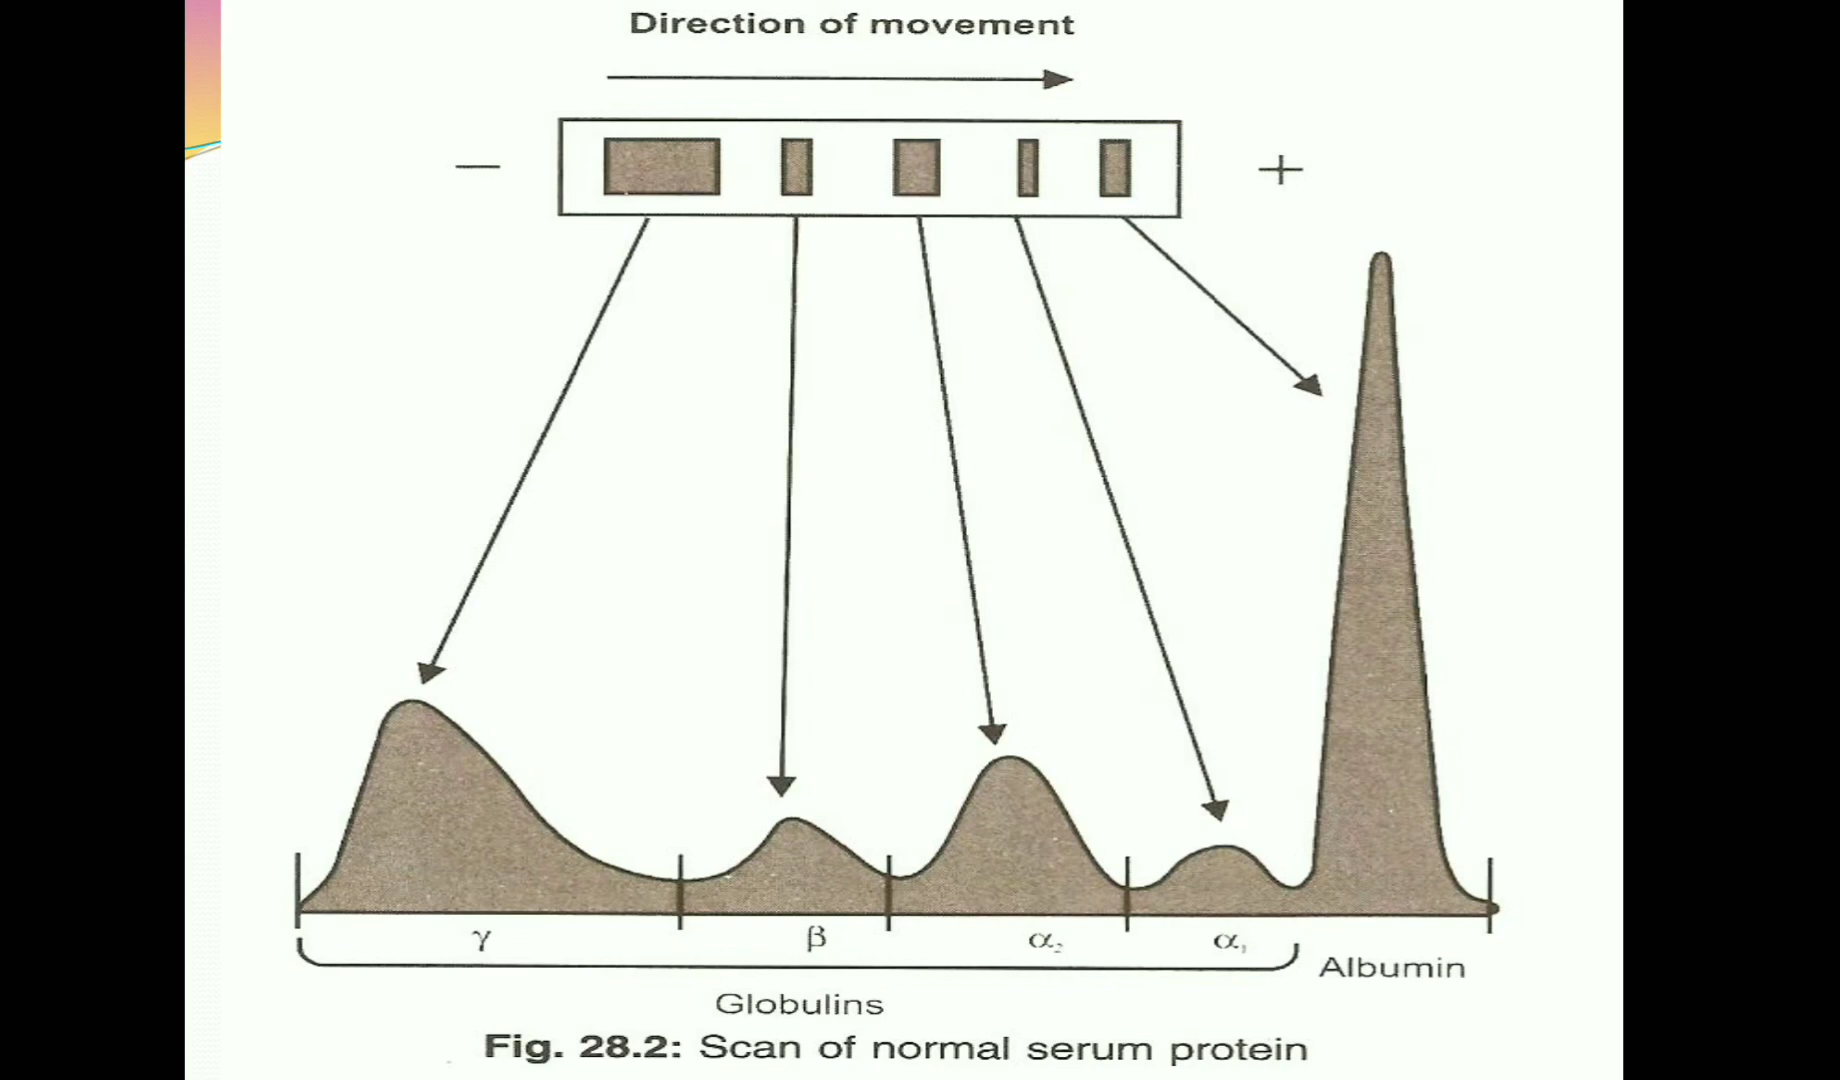 Direction of movement
− +
γ β α₂ α₁
Albumin
Globulins
Fig. 28.2: Scan of normal serum protein